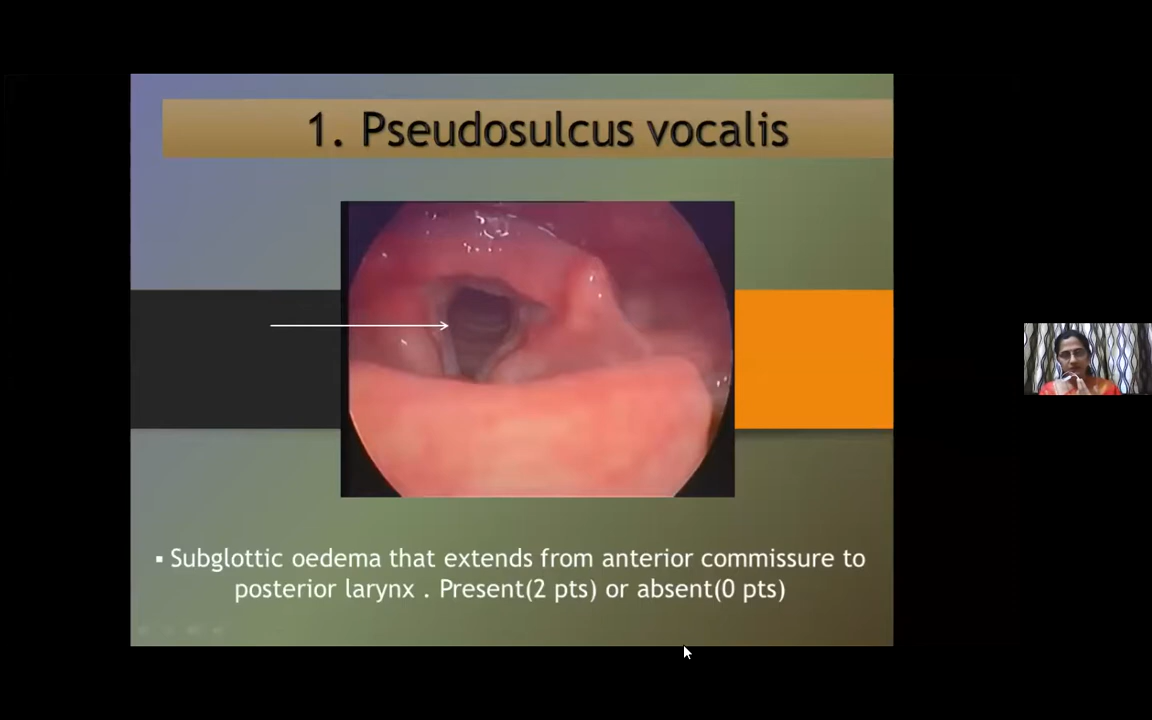 1. Pseudosulcus vocalis
▪ Subglottic oedema that extends from anterior commissure to
posterior larynx . Present(2 pts) or absent(0 pts)